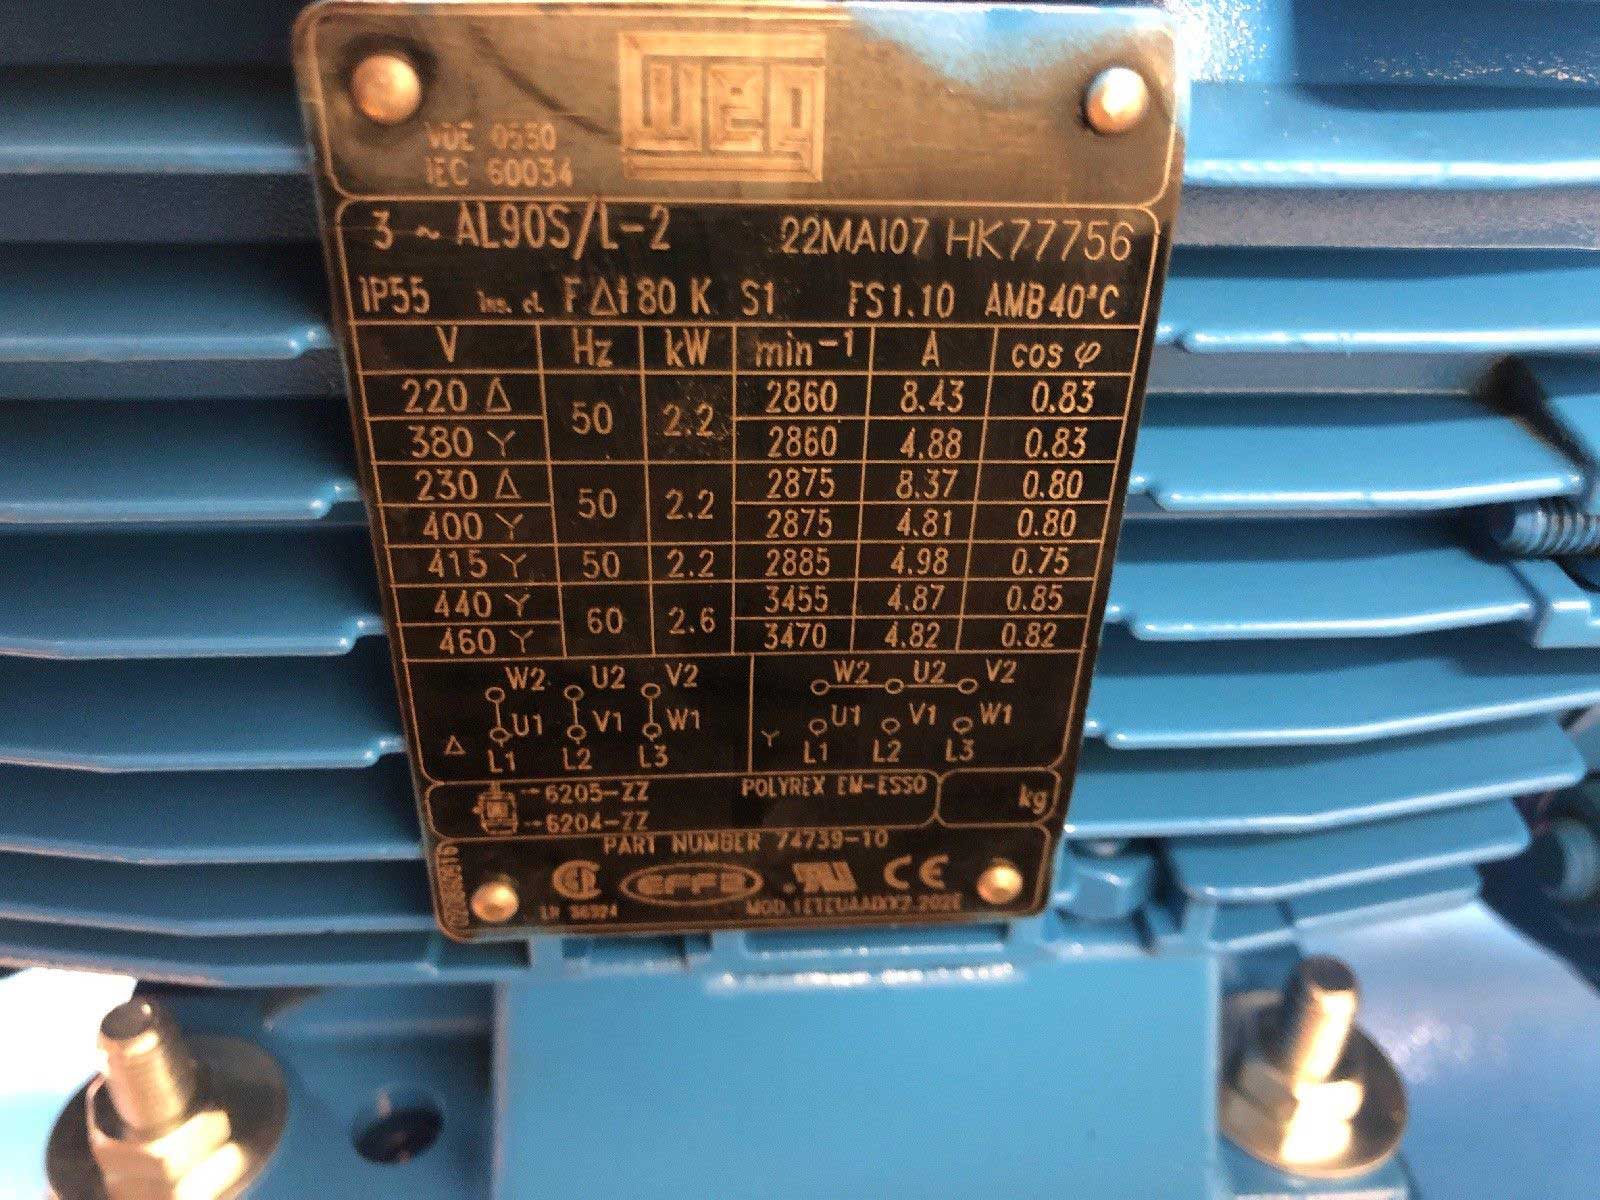 weg
VDE 0530
IEC 60034
3 ~ AL90S/L-2 22MAI07 HK77756
IP55 Ins. cl. F Δt 80 K S1 FS1.10 AMB40°C
V Hz kW min⁻¹ A cos φ
220 Δ 50 2.2 2860 8.43 0.83
380 Y 2860 4.88 0.83
230 Δ 50 2.2 2875 8.37 0.80
400 Y 2875 4.81 0.80
415 Y 50 2.2 2885 4.98 0.75
440 Y 60 2.6 3455 4.87 0.85
460 Y 3470 4.82 0.82
W2 U2 V2 W2 U2 V2
U1 V1 W1 U1 V1 W1
Δ L1 L2 L3 Y L1 L2 L3
6205-ZZ POLYREX EM-ESSO kg
6204-ZZ
PART NUMBER 74739-10
EFF2 CE